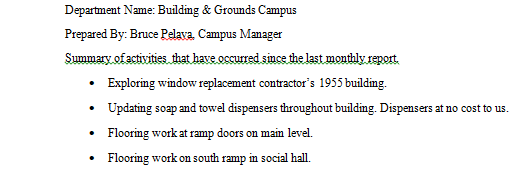 Department Name: Building & Grounds Campus
Prepared By: Bruce Pelava, Campus Manager
Summary of activities that have occurred since the last monthly report.
• Exploring window replacement contractor's 1955 building.
• Updating soap and towel dispensers throughout building. Dispensers at no cost to us.
• Flooring work at ramp doors on main level.
• Flooring work on south ramp in social hall.